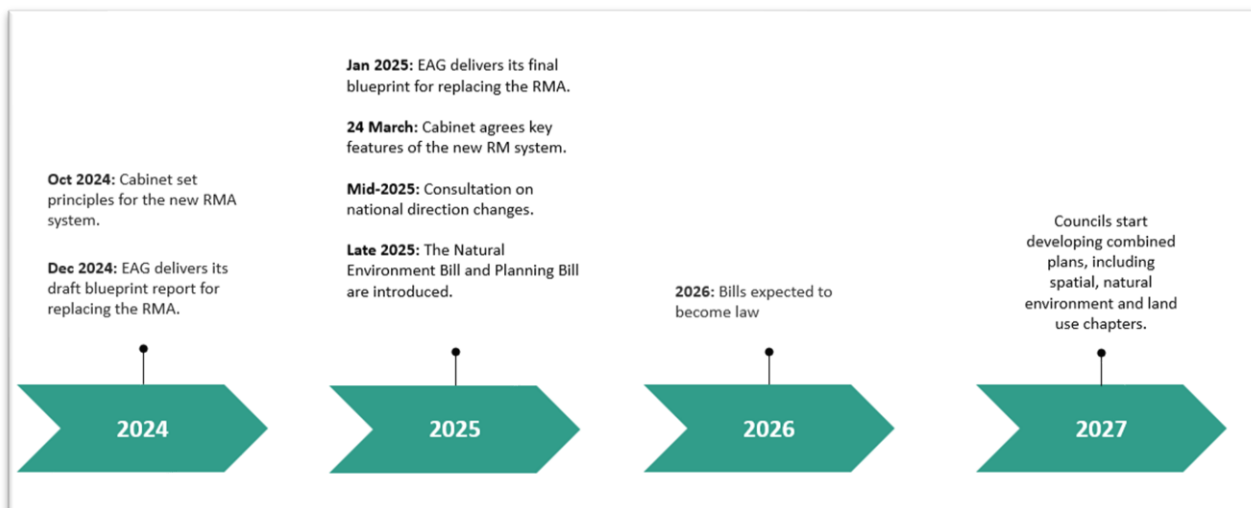 Oct 2024: Cabinet set
principles for the new RMA
system.
Dec 2024: EAG delivers its
draft blueprint report for
replacing the RMA.
2024
Jan 2025: EAG delivers its final
blueprint for replacing the RMA.
24 March: Cabinet agrees key
features of the new RM system.
Mid-2025: Consultation on
national direction changes.
Late 2025: The Natural
Environment Bill and Planning Bill
are introduced.
2025
2026: Bills expected to
become law
2026
Councils start
developing combined
plans, including
spatial, natural
environment and land
use chapters.
2027